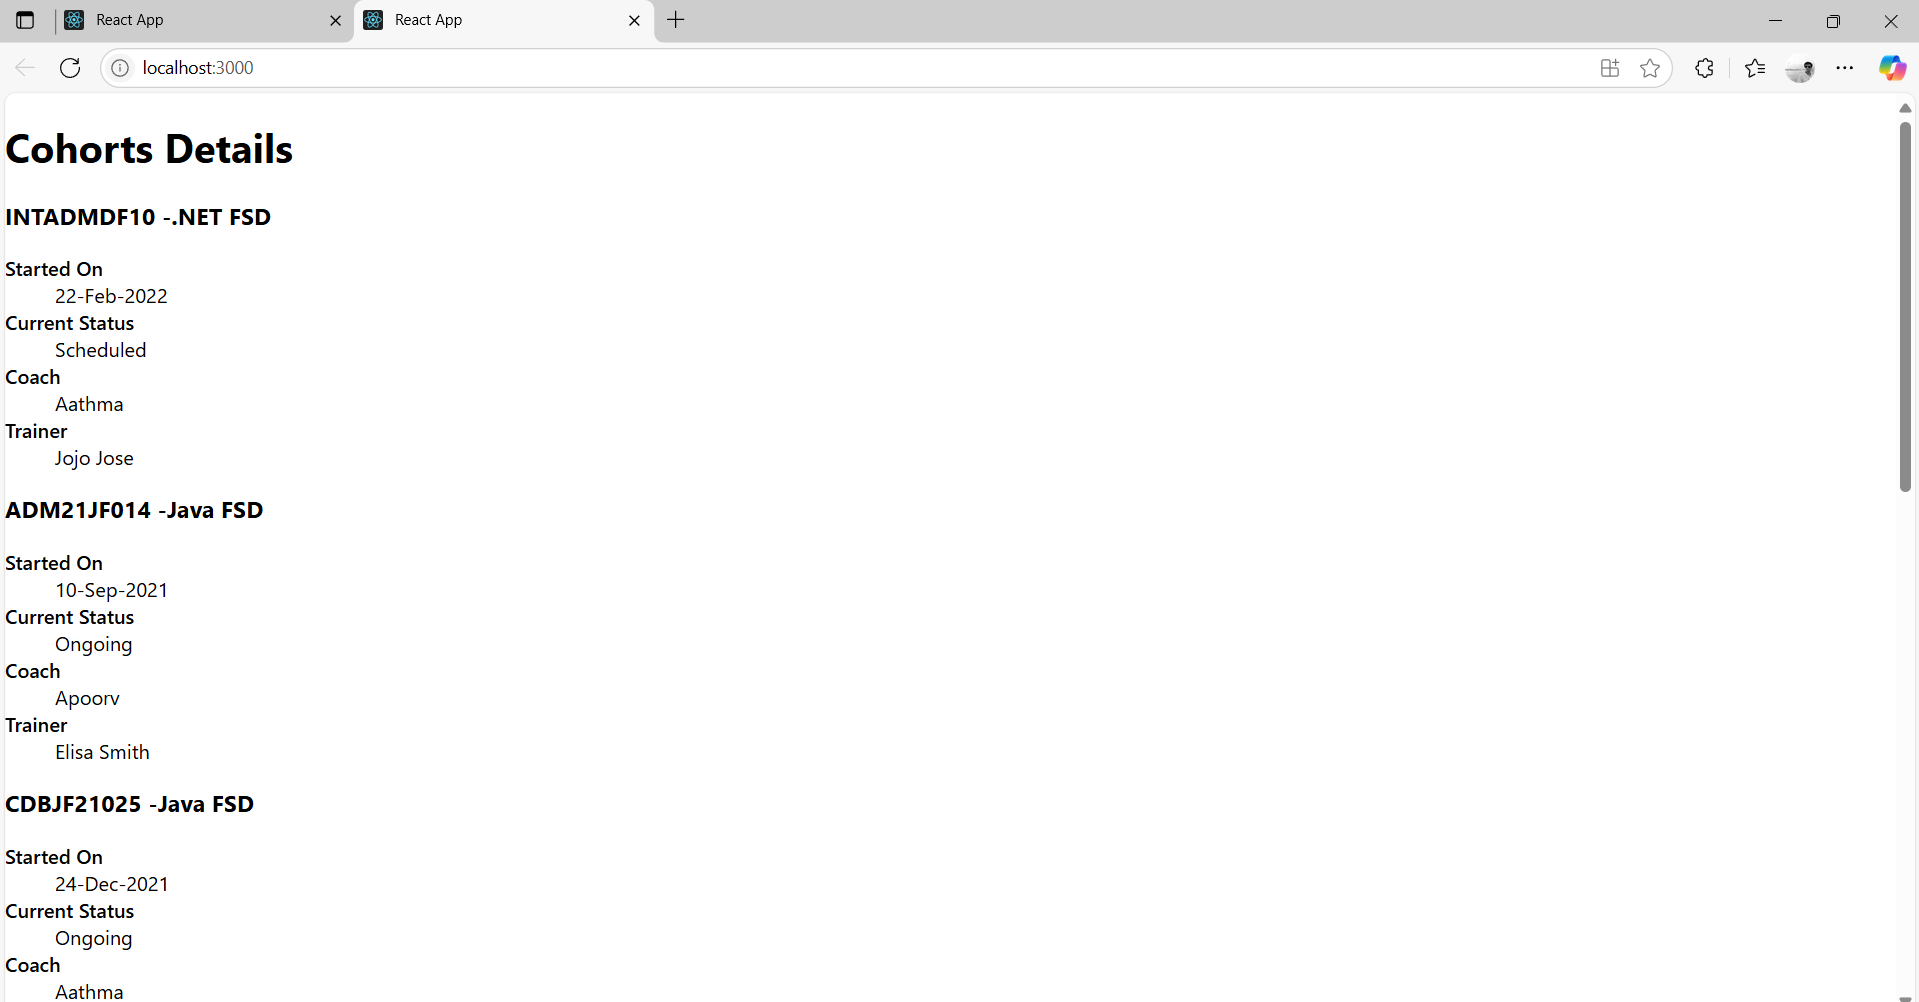 React App
React App
localhost:3000
Cohorts Details
INTADMDF10 -.NET FSD
Started On
22-Feb-2022
Current Status
Scheduled
Coach
Aathma
Trainer
Jojo Jose
ADM21JF014 -Java FSD
Started On
10-Sep-2021
Current Status
Ongoing
Coach
Apoorv
Trainer
Elisa Smith
CDBJF21025 -Java FSD
Started On
24-Dec-2021
Current Status
Ongoing
Coach
Aathma